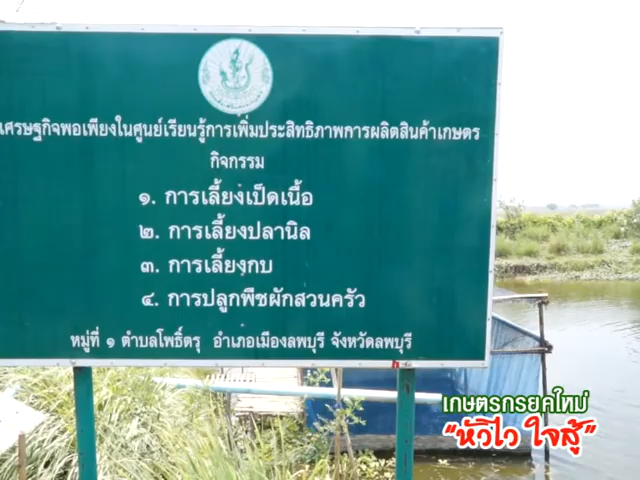 เศรษฐกิจพอเพียงในศูนย์เรียนรู้การเพิ่มประสิทธิภาพการผลิตสินค้าเกษตร
กิจกรรม
๑. การเลี้ยงเป็ดเนื้อ
๒. การเลี้ยงปลานิล
๓. การเลี้ยงกบ
๔. การปลูกพืชผักสวนครัว
หมู่ที่ ๑ ตำบลโพธิ์ตรุ อำเภอเมืองลพบุรี จังหวัดลพบุรี
เกษตรกรยุคใหม่
“หัวไว ใจสู้”